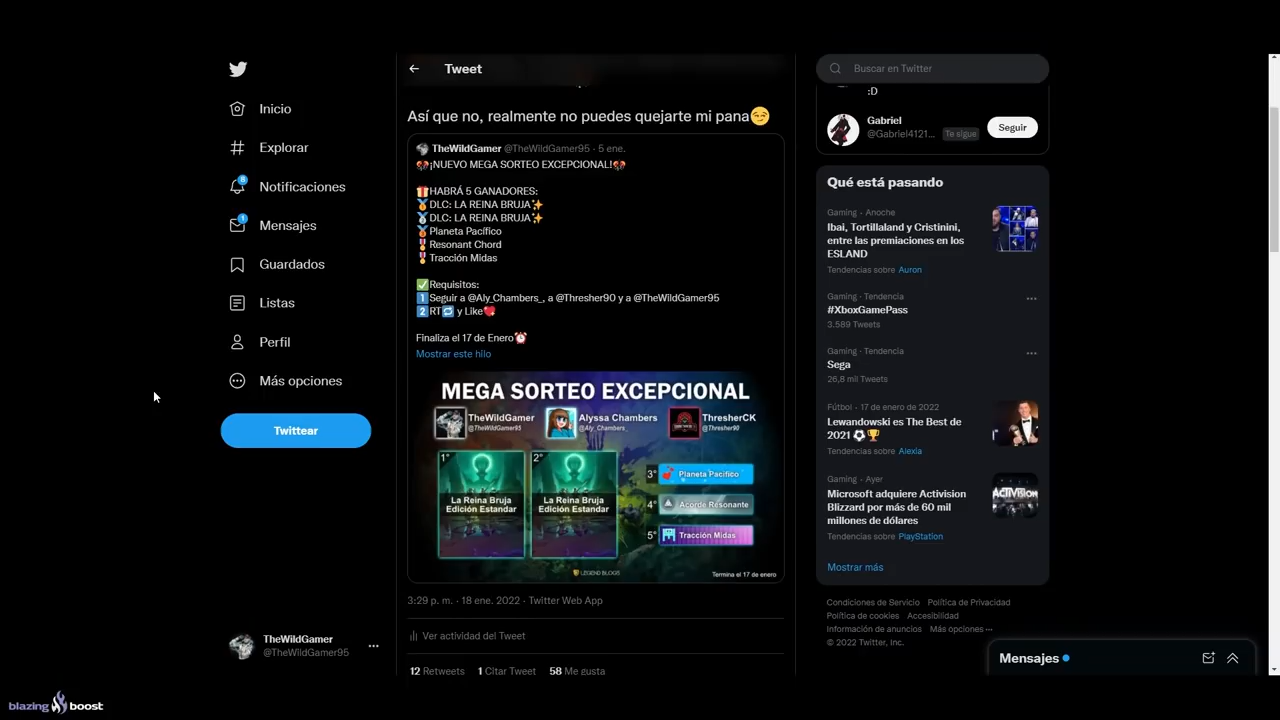 Inicio
Explorar
8
Notificaciones
1
Mensajes
Guardados
Listas
Perfil
Más opciones
Twittear
TheWildGamer
@TheWildGamer95
Tweet
Así que no, realmente no puedes quejarte mi pana😏
TheWildGamer @TheWildGamer95 · 5 ene.
¡NUEVO MEGA SORTEO EXCEPCIONAL!
🎁HABRÁ 5 GANADORES:
🥇DLC: LA REINA BRUJA✨
🥈DLC: LA REINA BRUJA✨
🥉Planeta Pacífico
🎖Resonant Chord
🎖Tracción Midas
✅Requisitos:
1️⃣Seguir a @Aly_Chambers_, a @Thresher90 y a @TheWildGamer95
2️⃣RT🔁 y Like💖
Finaliza el 17 de Enero⏰
Mostrar este hilo
MEGA SORTEO EXCEPCIONAL
TheWildGamer
@TheWildGamer95
Alyssa Chambers
@Aly_Chambers_
ThresherCK
@Thresher90
1°
La Reina Bruja
Edición Estandar
2°
La Reina Bruja
Edición Estandar
3° Planeta Pacífico
4° Acorde Resonante
5° Tracción Midas
LEGEND BLOGS
Termina el 17 de enero
3:29 p. m. · 18 ene. 2022 · Twitter Web App
Ver actividad del Tweet
12 Retweets 1 Citar Tweet 58 Me gusta
Buscar en Twitter
:D
Gabriel
@Gabriel4121... Te sigue
Seguir
Qué está pasando
Gaming · Anoche
Ibai, Tortillaland y Cristinini,
entre las premiaciones en los
ESLAND
Tendencias sobre Auron
Gaming · Tendencia
#XboxGamePass
3.589 Tweets
Gaming · Tendencia
Sega
26,8 mil Tweets
Fútbol · 17 de enero de 2022
Lewandowski es The Best de
2021⚽🏆
Tendencias sobre Alexia
Gaming · Ayer
Microsoft adquiere Activision
Blizzard por más de 60 mil
millones de dólares
Tendencias sobre PlayStation
ACTIVISION
Mostrar más
Condiciones de Servicio Política de Privacidad
Política de cookies Accesibilidad
Información de anuncios Más opciones ···
© 2022 Twitter, Inc.
Mensajes
blazing boost